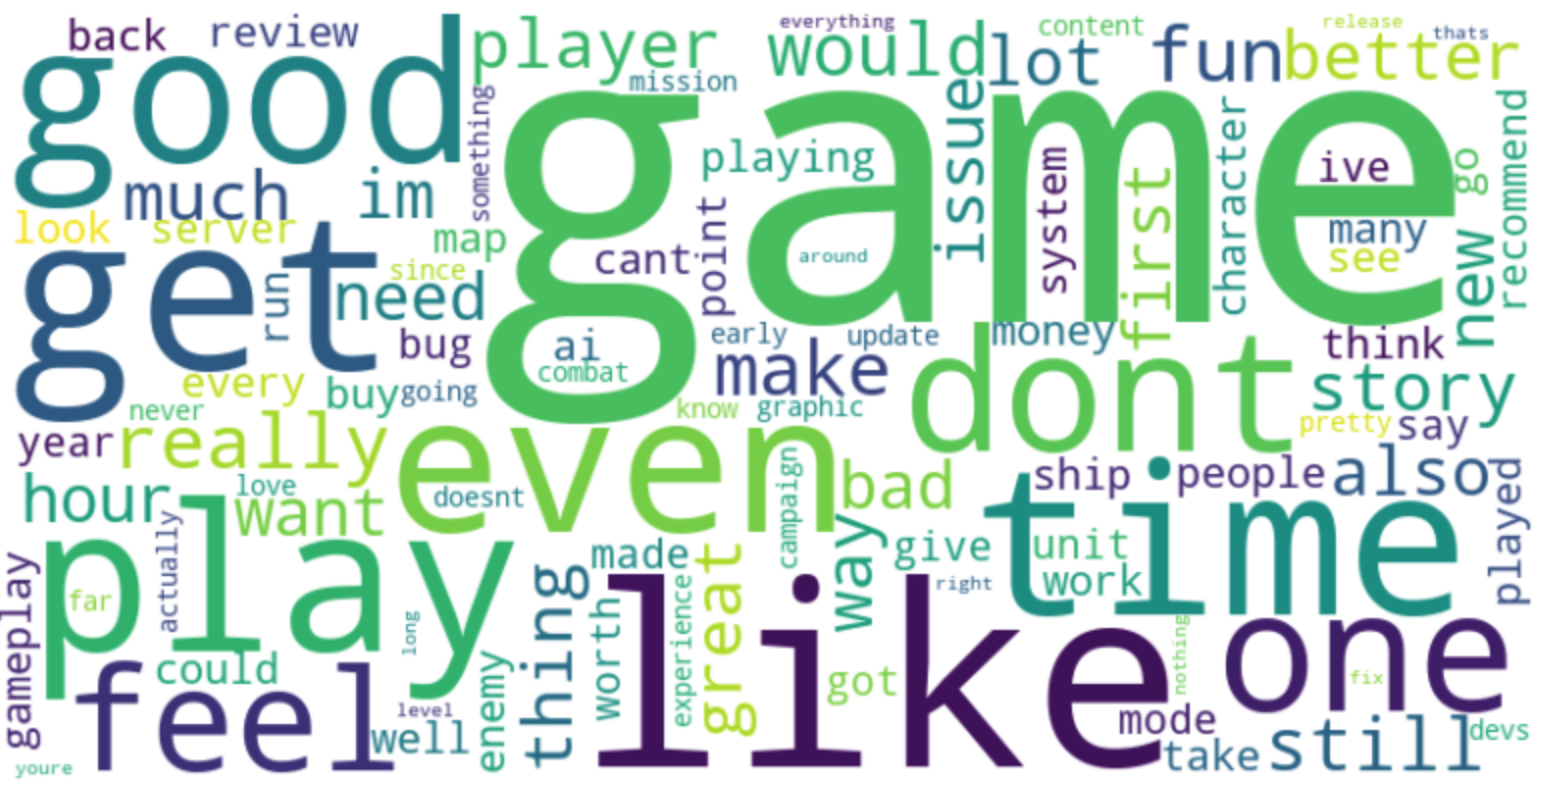 back
review
everything
content
release
thats
good
player
would
lot
fun
better
mission
something
issue
much
im
playing
system
first
character
ive
go
recommend
game
look
server
map
since
cant
point
around
many
see
new
get
run
need
bug
ai
combat
early
update
money
think
every
buy
going
make
dont
story
never
know
graphic
pretty
say
year
really
even
bad
ship
people
also
hour
love
want
doesnt
campaign
way
time
played
play
far
actually
long
made
give
unit
work
right
gameplay
could
enemy
thing
worth
experience
great
got
like
nothing
one
fix
feel
level
well
mode
take
still
devs
youre